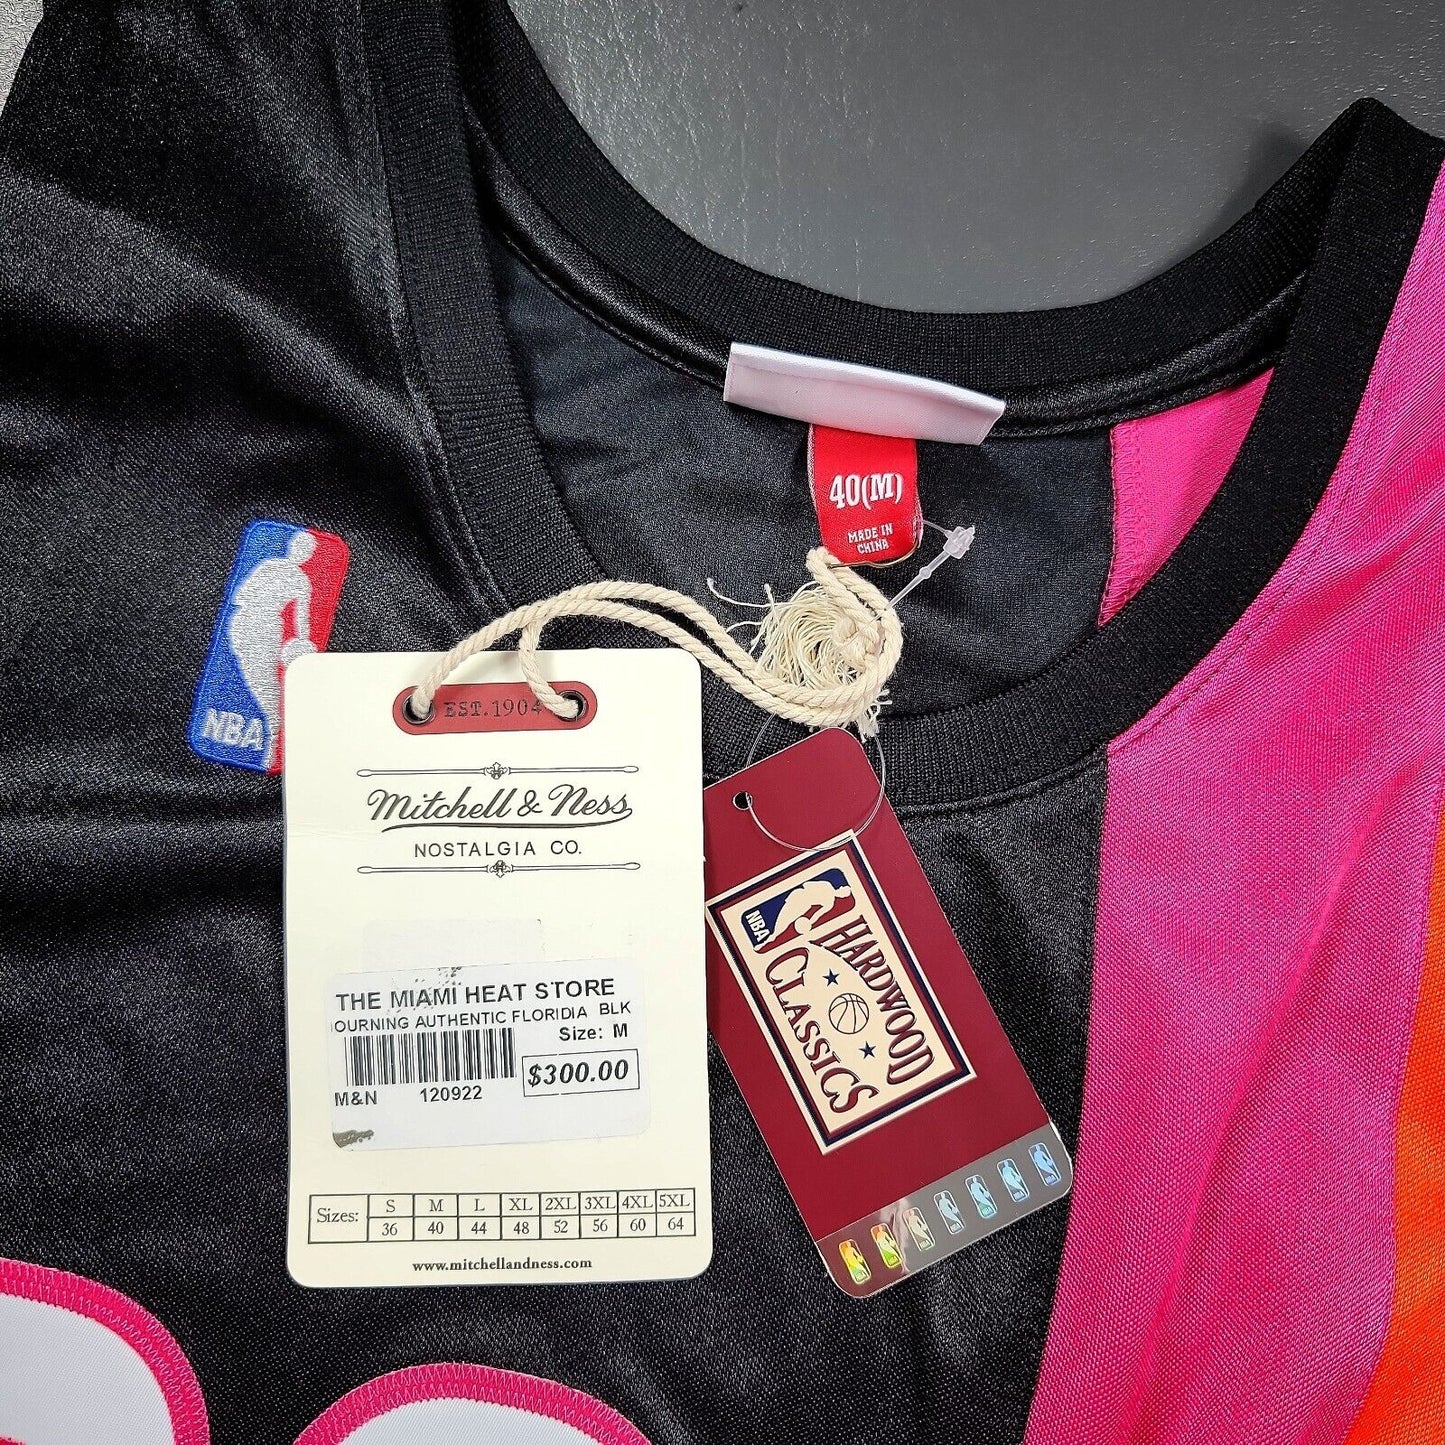 40(M)
MADE IN
CHINA
NBA
EST.1904
Mitchell & Ness
NOSTALGIA CO.
THE MIAMI HEAT STORE
OURNING AUTHENTIC FLORIDIA BLK
Size: M
$300.00
M&N 120922
Sizes: S M L XL 2XL 3XL 4XL 5XL
36 40 44 48 52 56 60 64
www.mitchellandness.com
NBA
HARDWOOD
CLASSICS